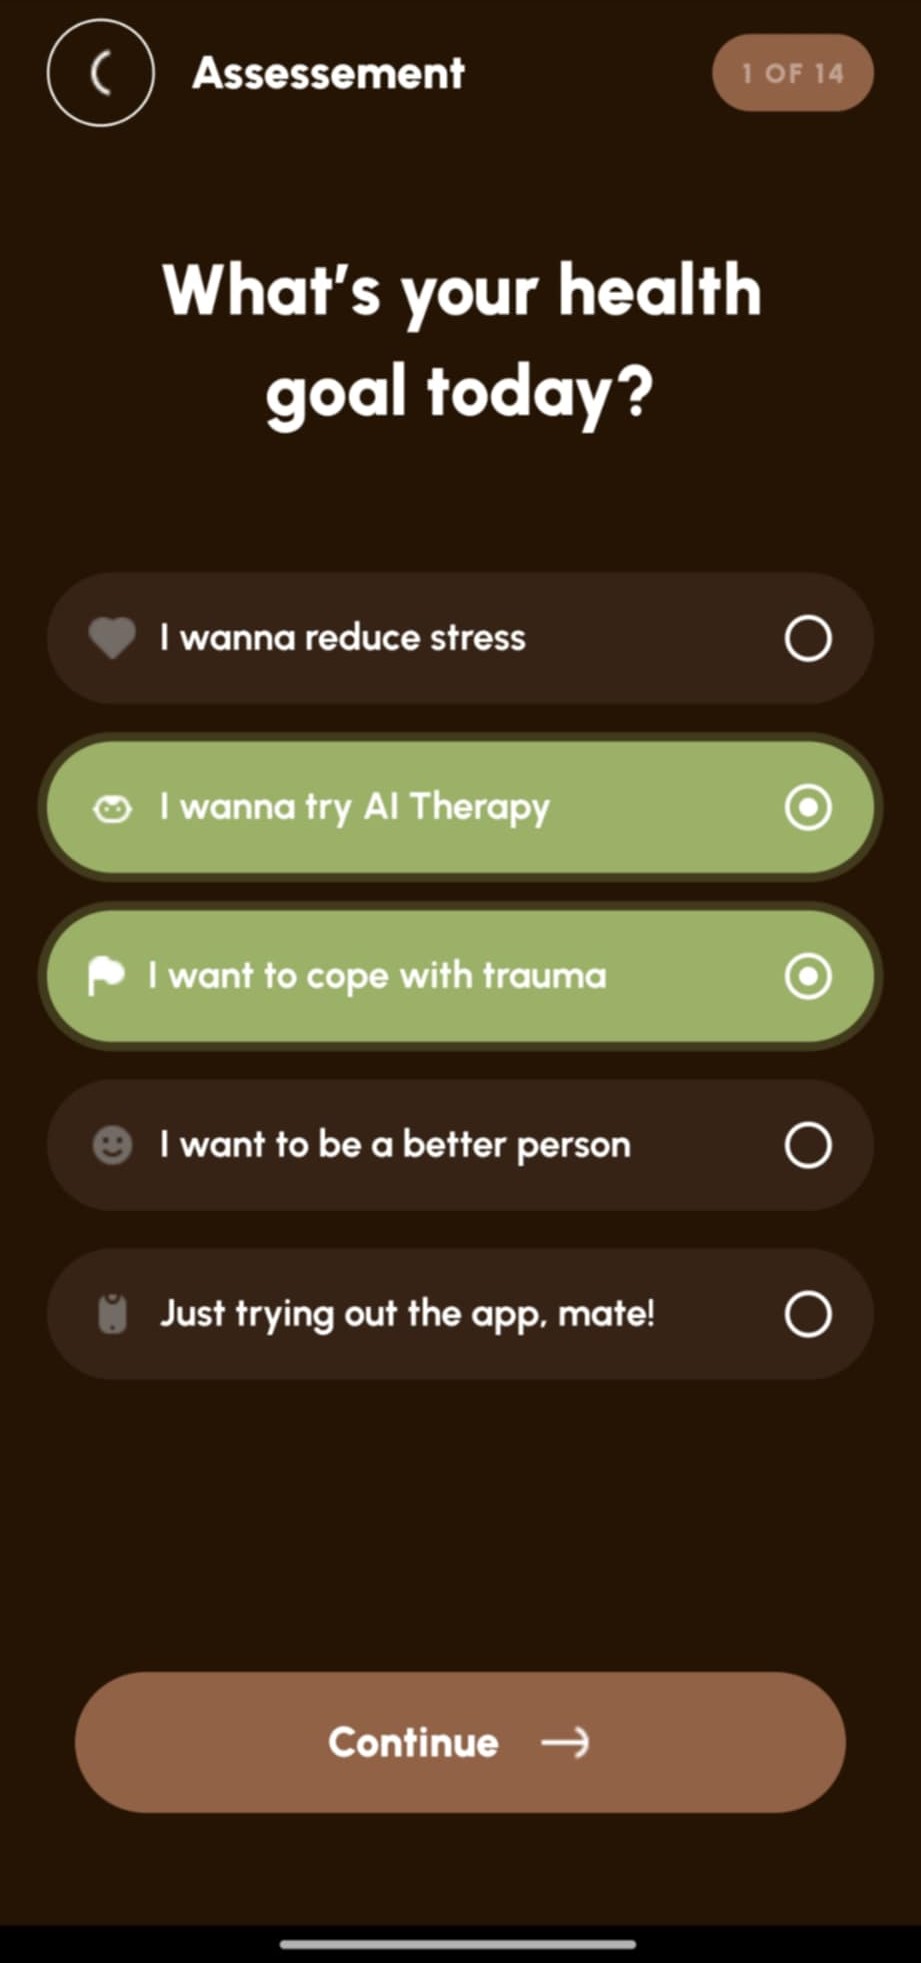 Assessement
1 OF 14
What's your health
goal today?
I wanna reduce stress
I wanna try AI Therapy
I want to cope with trauma
I want to be a better person
Just trying out the app, mate!
Continue